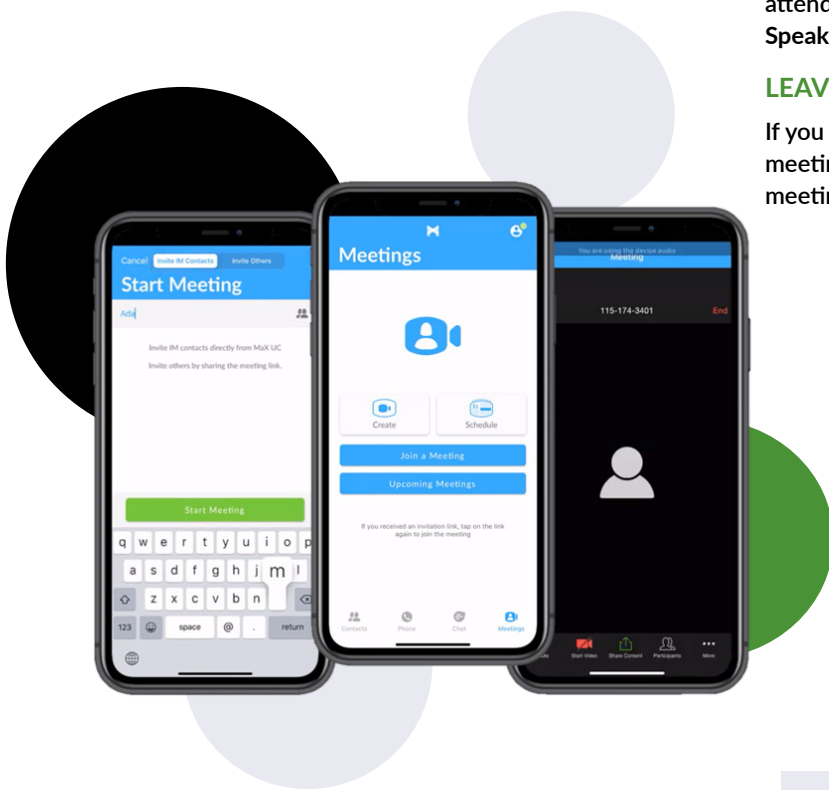 attend
Speak
LEAV
If you
meetin
meetin
Cancel Invite IM Contacts Invite Others
Start Meeting
Ada
Invite IM contacts directly from MaX UC
Invite others by sharing the meeting link.
Start Meeting
q w e r t y u i o p
a s d f g h j m l
z x c v b n
123 space @ . return
Meetings
31
Create Schedule
Join a Meeting
Upcoming Meetings
If you received an invitation link, tap on the link
again to join the meeting
Contacts Phone Chat Meetings
You are using the device audio
Meeting
115-174-3401 End
Start Video Share Content Participants More